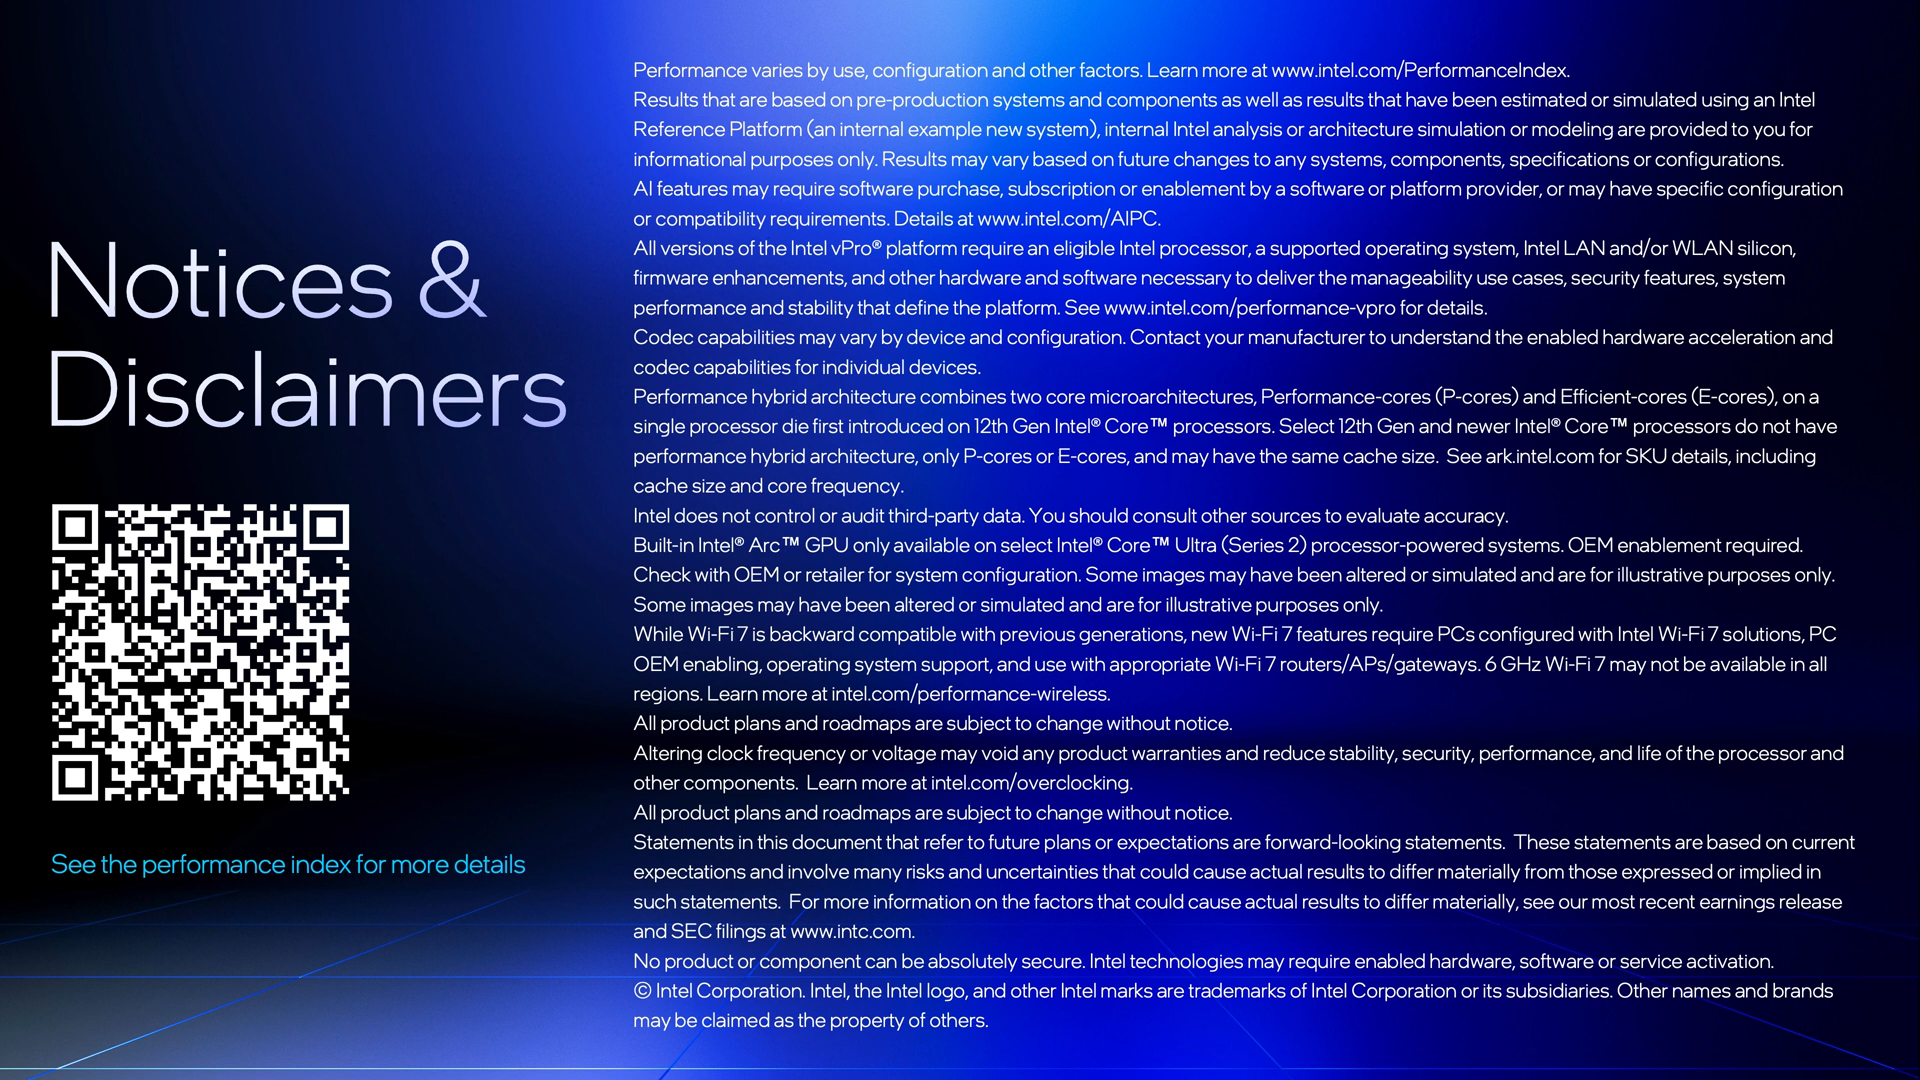 Notices &
Disclaimers
See the performance index for more details
Performance varies by use, configuration and other factors. Learn more at www.intel.com/PerformanceIndex.
Results that are based on pre-production systems and components as well as results that have been estimated or simulated using an Intel
Reference Platform (an internal example new system), internal Intel analysis or architecture simulation or modeling are provided to you for
informational purposes only. Results may vary based on future changes to any systems, components, specifications or configurations.
AI features may require software purchase, subscription or enablement by a software or platform provider, or may have specific configuration
or compatibility requirements. Details at www.intel.com/AIPC.
All versions of the Intel vPro® platform require an eligible Intel processor, a supported operating system, Intel LAN and/or WLAN silicon,
firmware enhancements, and other hardware and software necessary to deliver the manageability use cases, security features, system
performance and stability that define the platform. See www.intel.com/performance-vpro for details.
Codec capabilities may vary by device and configuration. Contact your manufacturer to understand the enabled hardware acceleration and
codec capabilities for individual devices.
Performance hybrid architecture combines two core microarchitectures, Performance-cores (P-cores) and Efficient-cores (E-cores), on a
single processor die first introduced on 12th Gen Intel® Core™ processors. Select 12th Gen and newer Intel® Core™ processors do not have
performance hybrid architecture, only P-cores or E-cores, and may have the same cache size.  See ark.intel.com for SKU details, including
cache size and core frequency.
Intel does not control or audit third-party data. You should consult other sources to evaluate accuracy.
Built-in Intel® Arc™ GPU only available on select Intel® Core™ Ultra (Series 2) processor-powered systems. OEM enablement required.
Check with OEM or retailer for system configuration. Some images may have been altered or simulated and are for illustrative purposes only.
Some images may have been altered or simulated and are for illustrative purposes only.
While Wi-Fi 7 is backward compatible with previous generations, new Wi-Fi 7 features require PCs configured with Intel Wi-Fi 7 solutions, PC
OEM enabling, operating system support, and use with appropriate Wi-Fi 7 routers/APs/gateways. 6 GHz Wi-Fi 7 may not be available in all
regions. Learn more at intel.com/performance-wireless.
All product plans and roadmaps are subject to change without notice.
Altering clock frequency or voltage may void any product warranties and reduce stability, security, performance, and life of the processor and
other components.  Learn more at intel.com/overclocking.
All product plans and roadmaps are subject to change without notice.
Statements in this document that refer to future plans or expectations are forward-looking statements.  These statements are based on current
expectations and involve many risks and uncertainties that could cause actual results to differ materially from those expressed or implied in
such statements.  For more information on the factors that could cause actual results to differ materially, see our most recent earnings release
and SEC filings at www.intc.com.
No product or component can be absolutely secure. Intel technologies may require enabled hardware, software or service activation.
© Intel Corporation. Intel, the Intel logo, and other Intel marks are trademarks of Intel Corporation or its subsidiaries. Other names and brands
may be claimed as the property of others.